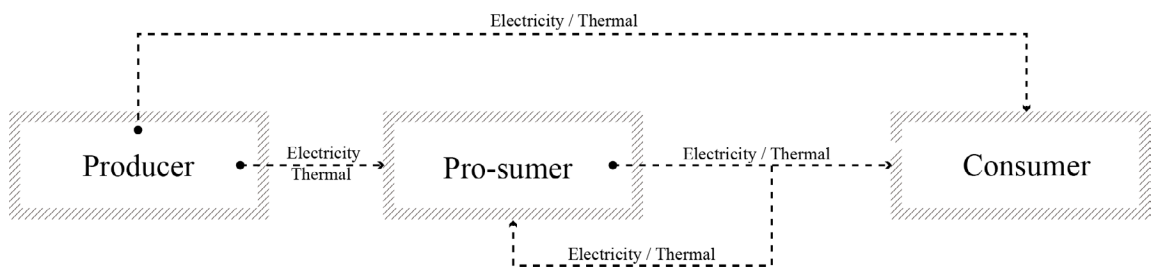 Electricity / Thermal
Producer
Electricity
Thermal
Pro-sumer
Electricity / Thermal
Consumer
Electricity / Thermal